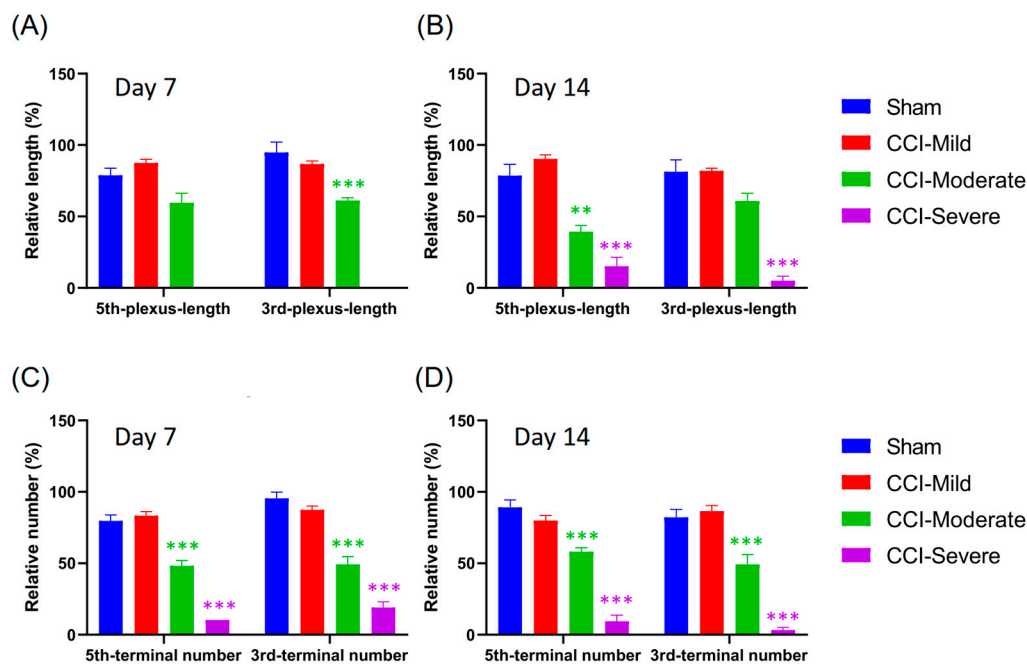 (A)
Day 7
Relative length (%)
150
100
50
0
***
5th-plexus-length 3rd-plexus-length
(B)
Day 14
Relative length (%)
150
100
50
0
**
***
***
5th-plexus-length 3rd-plexus-length
Sham
CCI-Mild
CCI-Moderate
CCI-Severe
(C)
Day 7
Relative number (%)
150
100
50
0
***
***
***
***
5th-terminal number 3rd-terminal number
(D)
Day 14
Relative number (%)
150
100
50
0
***
***
***
***
5th-terminal number 3rd-terminal number
Sham
CCI-Mild
CCI-Moderate
CCI-Severe